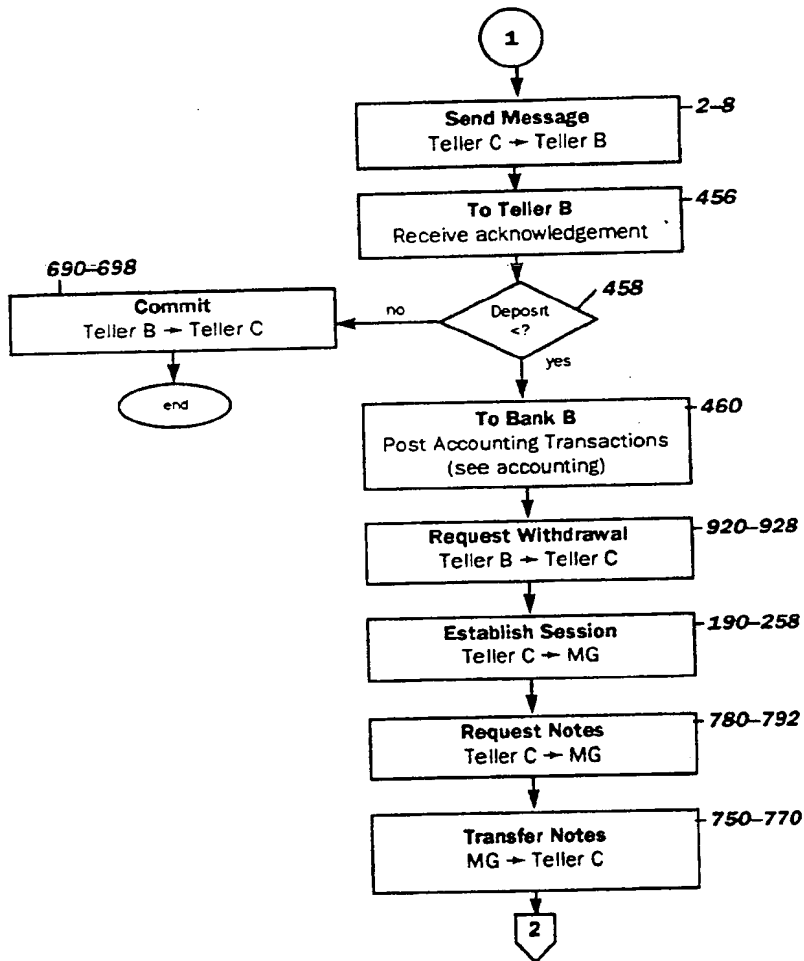 1
Send Message
Teller C → Teller B
2–8
To Teller B
Receive acknowledgement
456
Deposit
<?
458
no
yes
690–698
Commit
Teller B → Teller C
end
To Bank B
Post Accounting Transactions
(see accounting)
460
Request Withdrawal
Teller B → Teller C
920–928
Establish Session
Teller C → MG
190–258
Request Notes
Teller C → MG
780–792
Transfer Notes
MG → Teller C
750–770
2